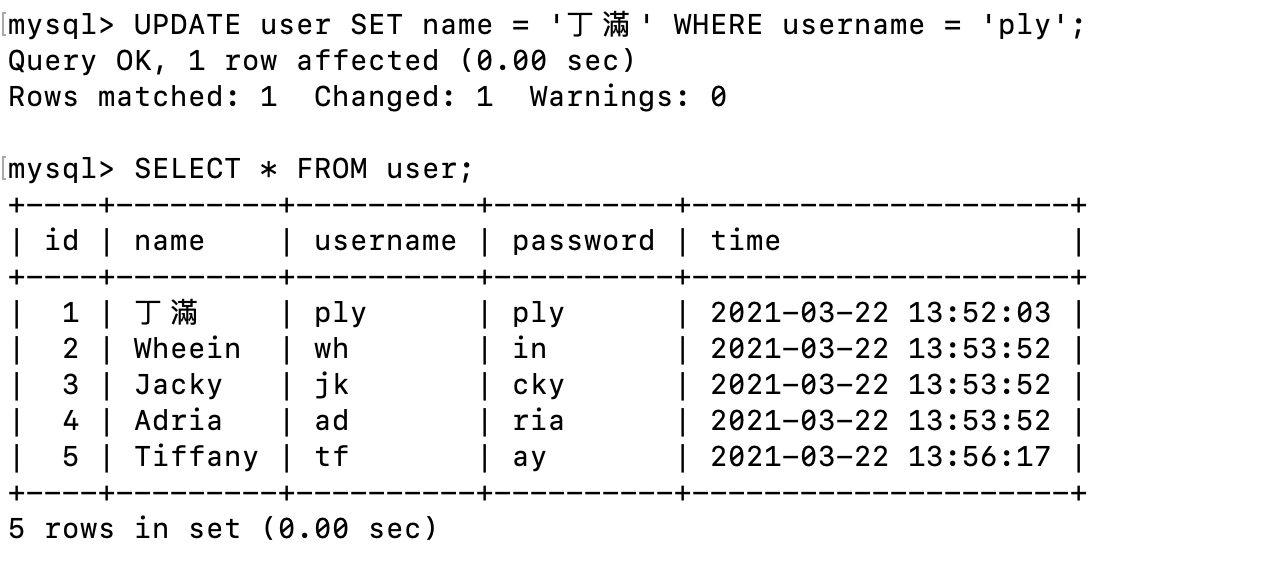 mysql> UPDATE user SET name = '丁滿' WHERE username = 'ply';
Query OK, 1 row affected (0.00 sec)
Rows matched: 1  Changed: 1  Warnings: 0
mysql> SELECT * FROM user;
+----+---------+----------+----------+---------------------+
| id | name    | username | password | time                |
+----+---------+----------+----------+---------------------+
|  1 | 丁滿    | ply      | ply      | 2021-03-22 13:52:03 |
|  2 | Wheein  | wh       | in       | 2021-03-22 13:53:52 |
|  3 | Jacky   | jk       | cky      | 2021-03-22 13:53:52 |
|  4 | Adria   | ad       | ria      | 2021-03-22 13:53:52 |
|  5 | Tiffany | tf       | ay       | 2021-03-22 13:56:17 |
+----+---------+----------+----------+---------------------+
5 rows in set (0.00 sec)